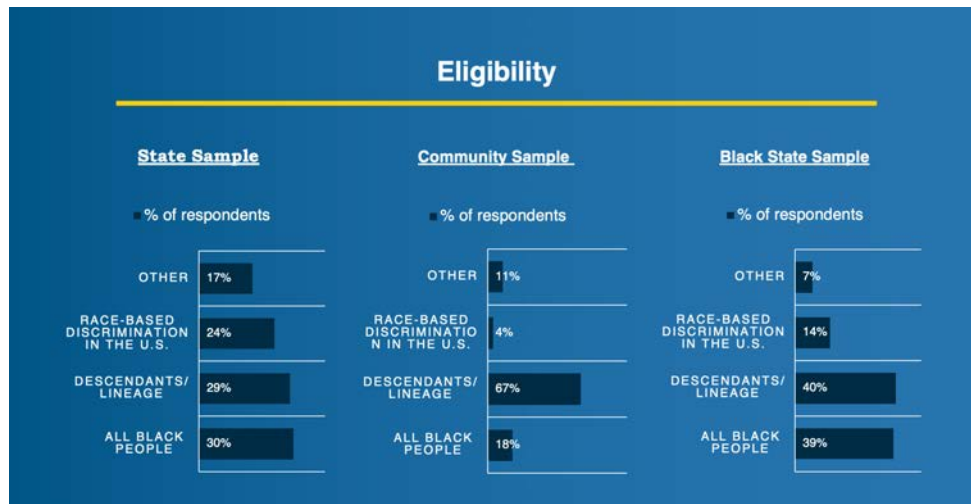 Eligibility
State Sample
% of respondents
OTHER
17%
RACE-BASED
DISCRIMINATION
IN THE U.S.
24%
DESCENDANTS/
LINEAGE
29%
ALL BLACK
PEOPLE
30%
Community Sample
% of respondents
OTHER
11%
RACE-BASED
DISCRIMINATIO
N IN THE U.S.
4%
DESCENDANTS/
LINEAGE
67%
ALL BLACK
PEOPLE
18%
Black State Sample
% of respondents
OTHER
7%
RACE-BASED
DISCRIMINATION
IN THE U.S.
14%
DESCENDANTS/
LINEAGE
40%
ALL BLACK
PEOPLE
39%